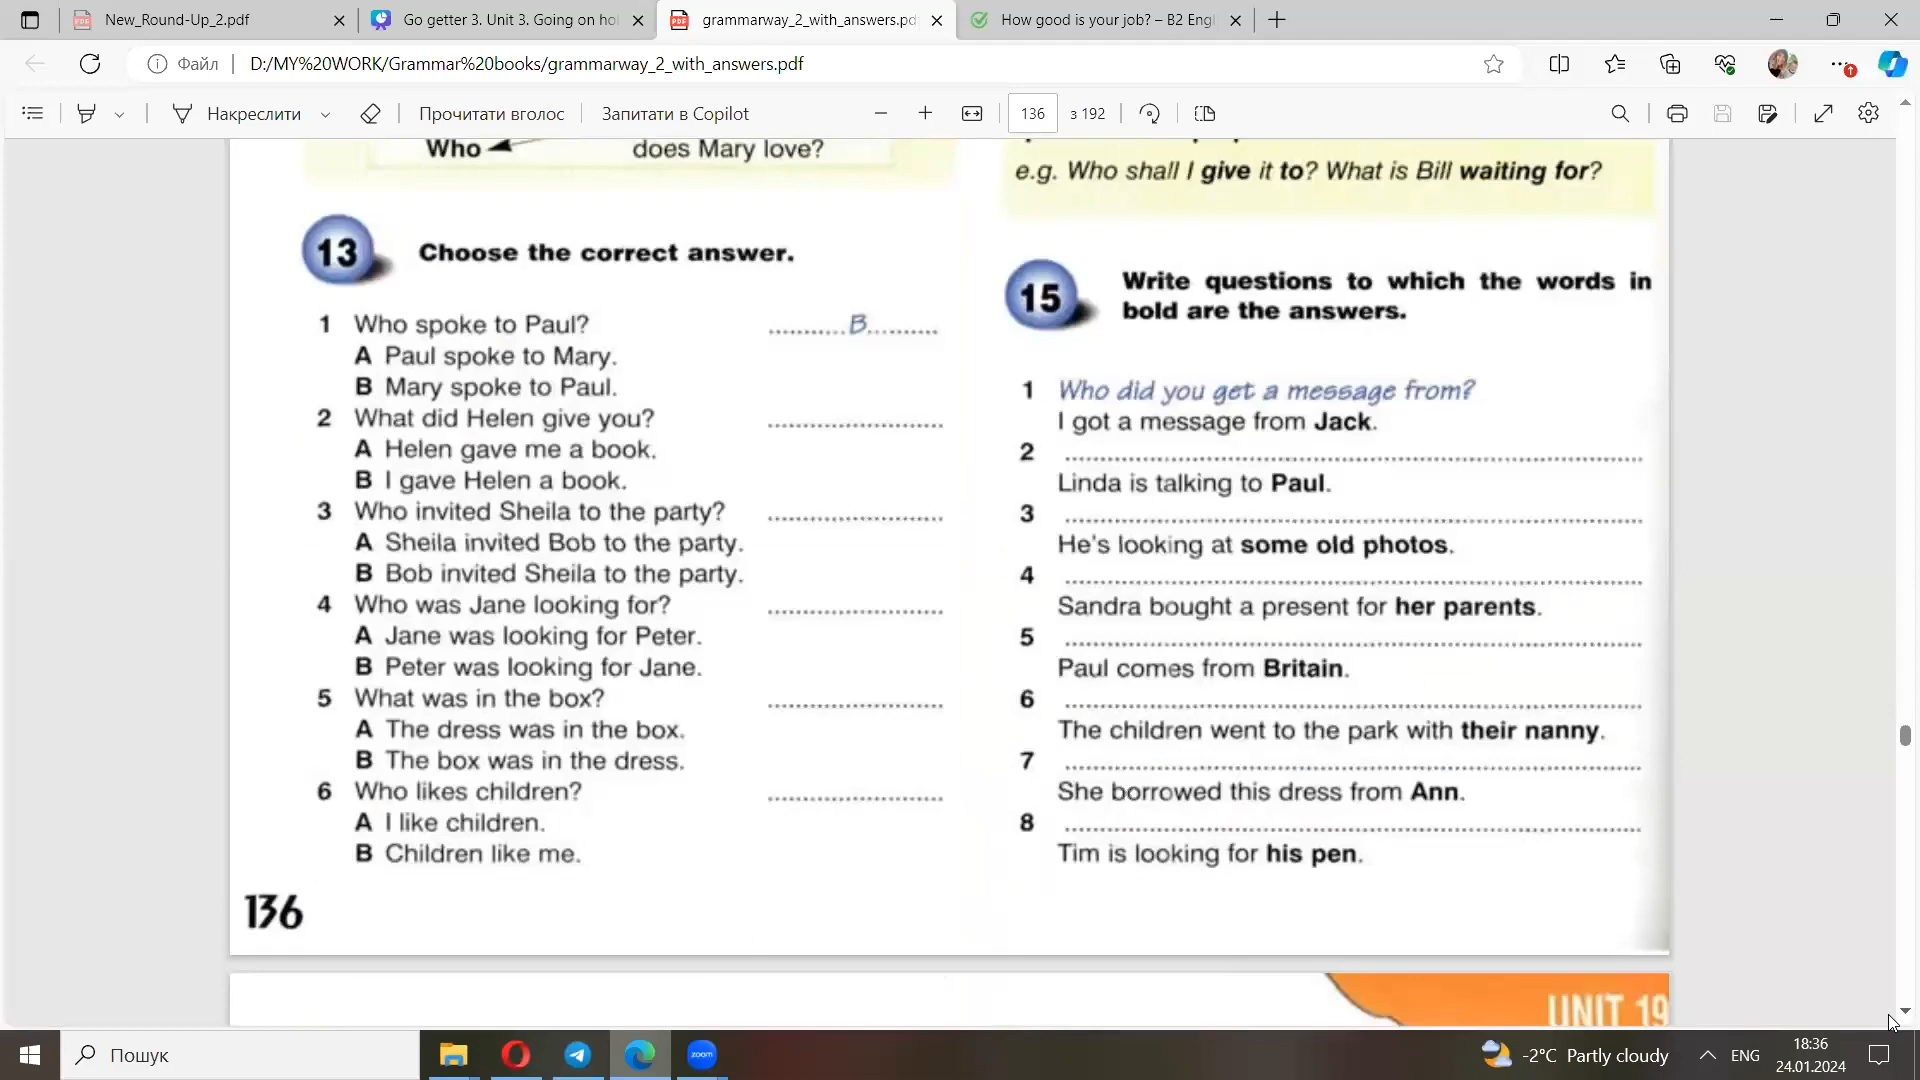 New_Round-Up_2.pdf
Go getter 3. Unit 3. Going on hol
grammarway_2_with_answers.pd
How good is your job? – B2 Engl
Файл
D:/MY%20WORK/Grammar%20books/grammarway_2_with_answers.pdf
Накреслити
Прочитати вголос
Запитати в Copilot
136
з 192
Who
does Mary love?
13
Choose the correct answer.
1 Who spoke to Paul? ..........B..........
A Paul spoke to Mary.
B Mary spoke to Paul.
2 What did Helen give you? ........................
A Helen gave me a book.
B I gave Helen a book.
3 Who invited Sheila to the party? ........................
A Sheila invited Bob to the party.
B Bob invited Sheila to the party.
4 Who was Jane looking for? ........................
A Jane was looking for Peter.
B Peter was looking for Jane.
5 What was in the box? ........................
A The dress was in the box.
B The box was in the dress.
6 Who likes children? ........................
A I like children.
B Children like me.
136
e.g. Who shall I give it to? What is Bill waiting for?
15
Write questions to which the words in
bold are the answers.
1 Who did you get a message from?
I got a message from Jack.
2 ........................
Linda is talking to Paul.
3 ........................
He's looking at some old photos.
4 ........................
Sandra bought a present for her parents.
5 ........................
Paul comes from Britain.
6 ........................
The children went to the park with their nanny.
7 ........................
She borrowed this dress from Ann.
8 ........................
Tim is looking for his pen.
UNIT 19
Пошук
zoom
-2°C Partly cloudy
ENG
18:36
24.01.2024